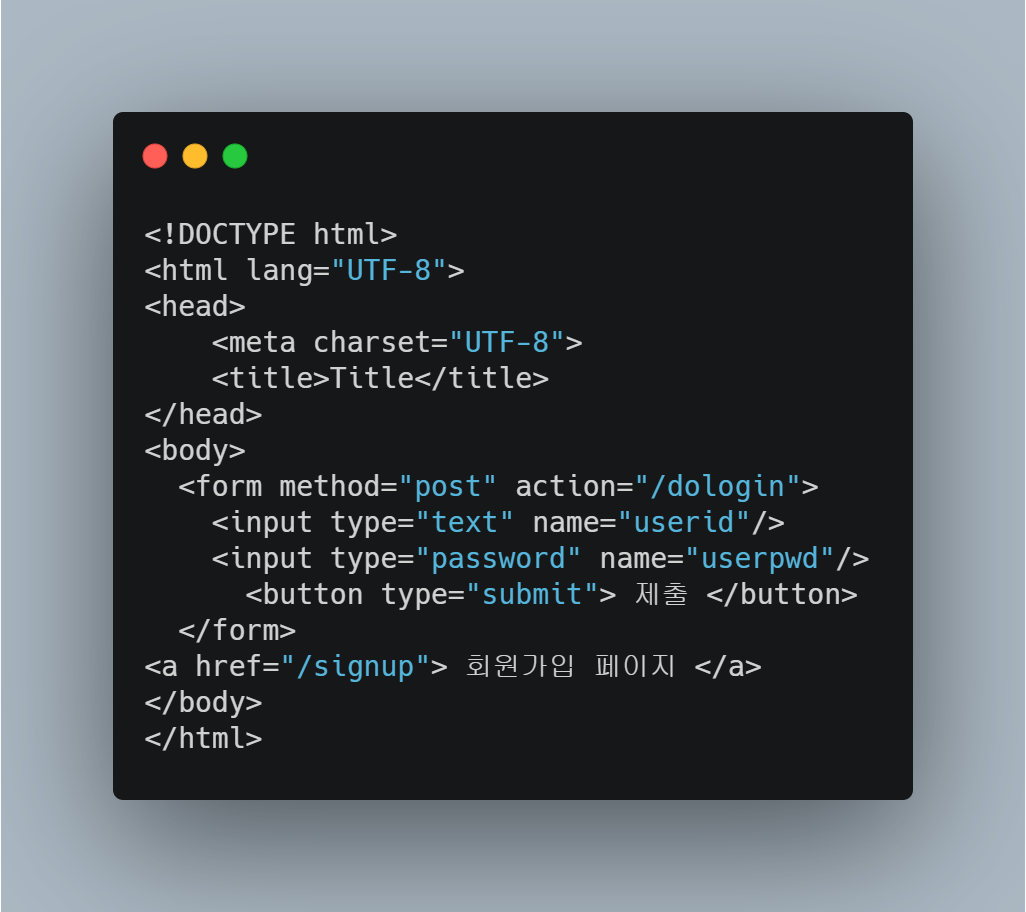 <!DOCTYPE html>
<html lang="UTF-8">
<head>
    <meta charset="UTF-8">
    <title>Title</title>
</head>
<body>
  <form method="post" action="/dologin">
    <input type="text" name="userid"/>
    <input type="password" name="userpwd"/>
      <button type="submit"> 제출 </button>
  </form>
<a href="/signup"> 회원가입 페이지 </a>
</body>
</html>